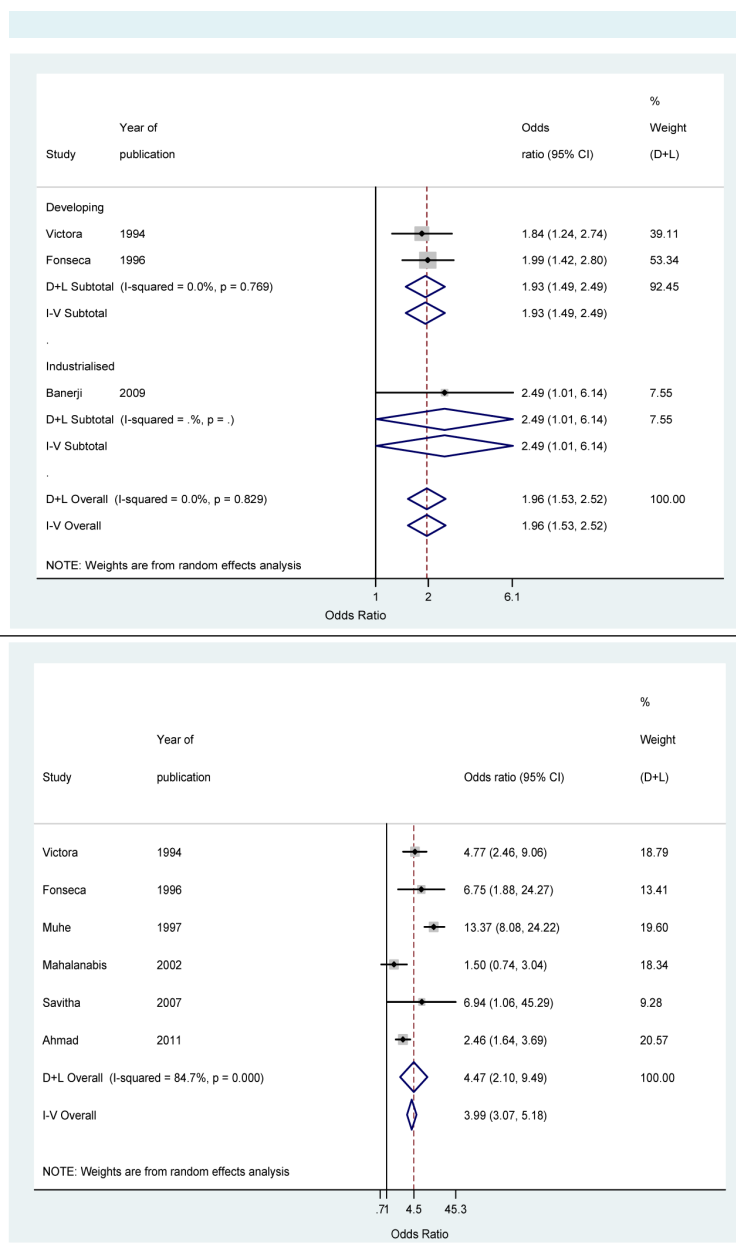 %
Year of Odds Weight
Study publication ratio (95% CI) (D+L)
Developing
Victora 1994 1.84 (1.24, 2.74) 39.11
Fonseca 1996 1.99 (1.42, 2.80) 53.34
D+L Subtotal (I-squared = 0.0%, p = 0.769) 1.93 (1.49, 2.49) 92.45
I-V Subtotal 1.93 (1.49, 2.49)
.
Industrialised
Banerji 2009 2.49 (1.01, 6.14) 7.55
D+L Subtotal (I-squared = .%, p = .) 2.49 (1.01, 6.14) 7.55
I-V Subtotal 2.49 (1.01, 6.14)
.
D+L Overall (I-squared = 0.0%, p = 0.829) 1.96 (1.53, 2.52) 100.00
I-V Overall 1.96 (1.53, 2.52)
NOTE: Weights are from random effects analysis
1 2 6.1
Odds Ratio
%
Year of Weight
Study publication Odds ratio (95% CI) (D+L)
Victora 1994 4.77 (2.46, 9.06) 18.79
Fonseca 1996 6.75 (1.88, 24.27) 13.41
Muhe 1997 13.37 (8.08, 24.22) 19.60
Mahalanabis 2002 1.50 (0.74, 3.04) 18.34
Savitha 2007 6.94 (1.06, 45.29) 9.28
Ahmad 2011 2.46 (1.64, 3.69) 20.57
D+L Overall (I-squared = 84.7%, p = 0.000) 4.47 (2.10, 9.49) 100.00
I-V Overall 3.99 (3.07, 5.18)
NOTE: Weights are from random effects analysis
.71 4.5 45.3
Odds Ratio